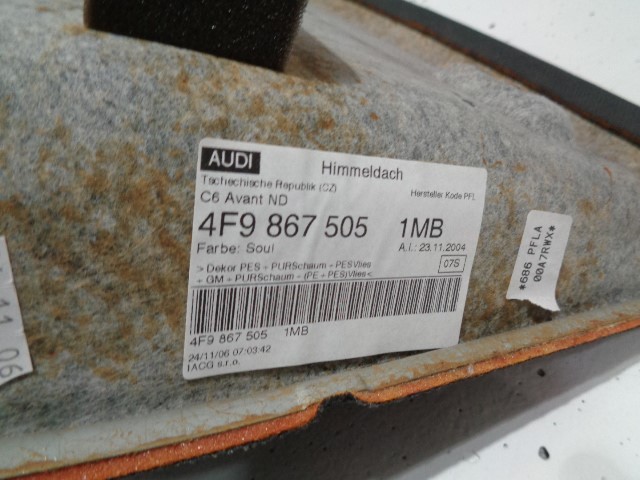 AUDI Himmeldach
Tschechische Republik (CZ) Hersteller Kode PFL
C6 Avant ND
4F9 867 505 1MB
Farbe: Soul A.I.: 23.11.2004
> Dekor PES + PURSchaum + PESVlies 07S
+ GM + PURSchaum + (PE + PES)Vlies <
4F9 867 505 1MB
24/11/06 07:03:42
IACG s.r.o.
*686 PFLA
00A7RWX*
11 06